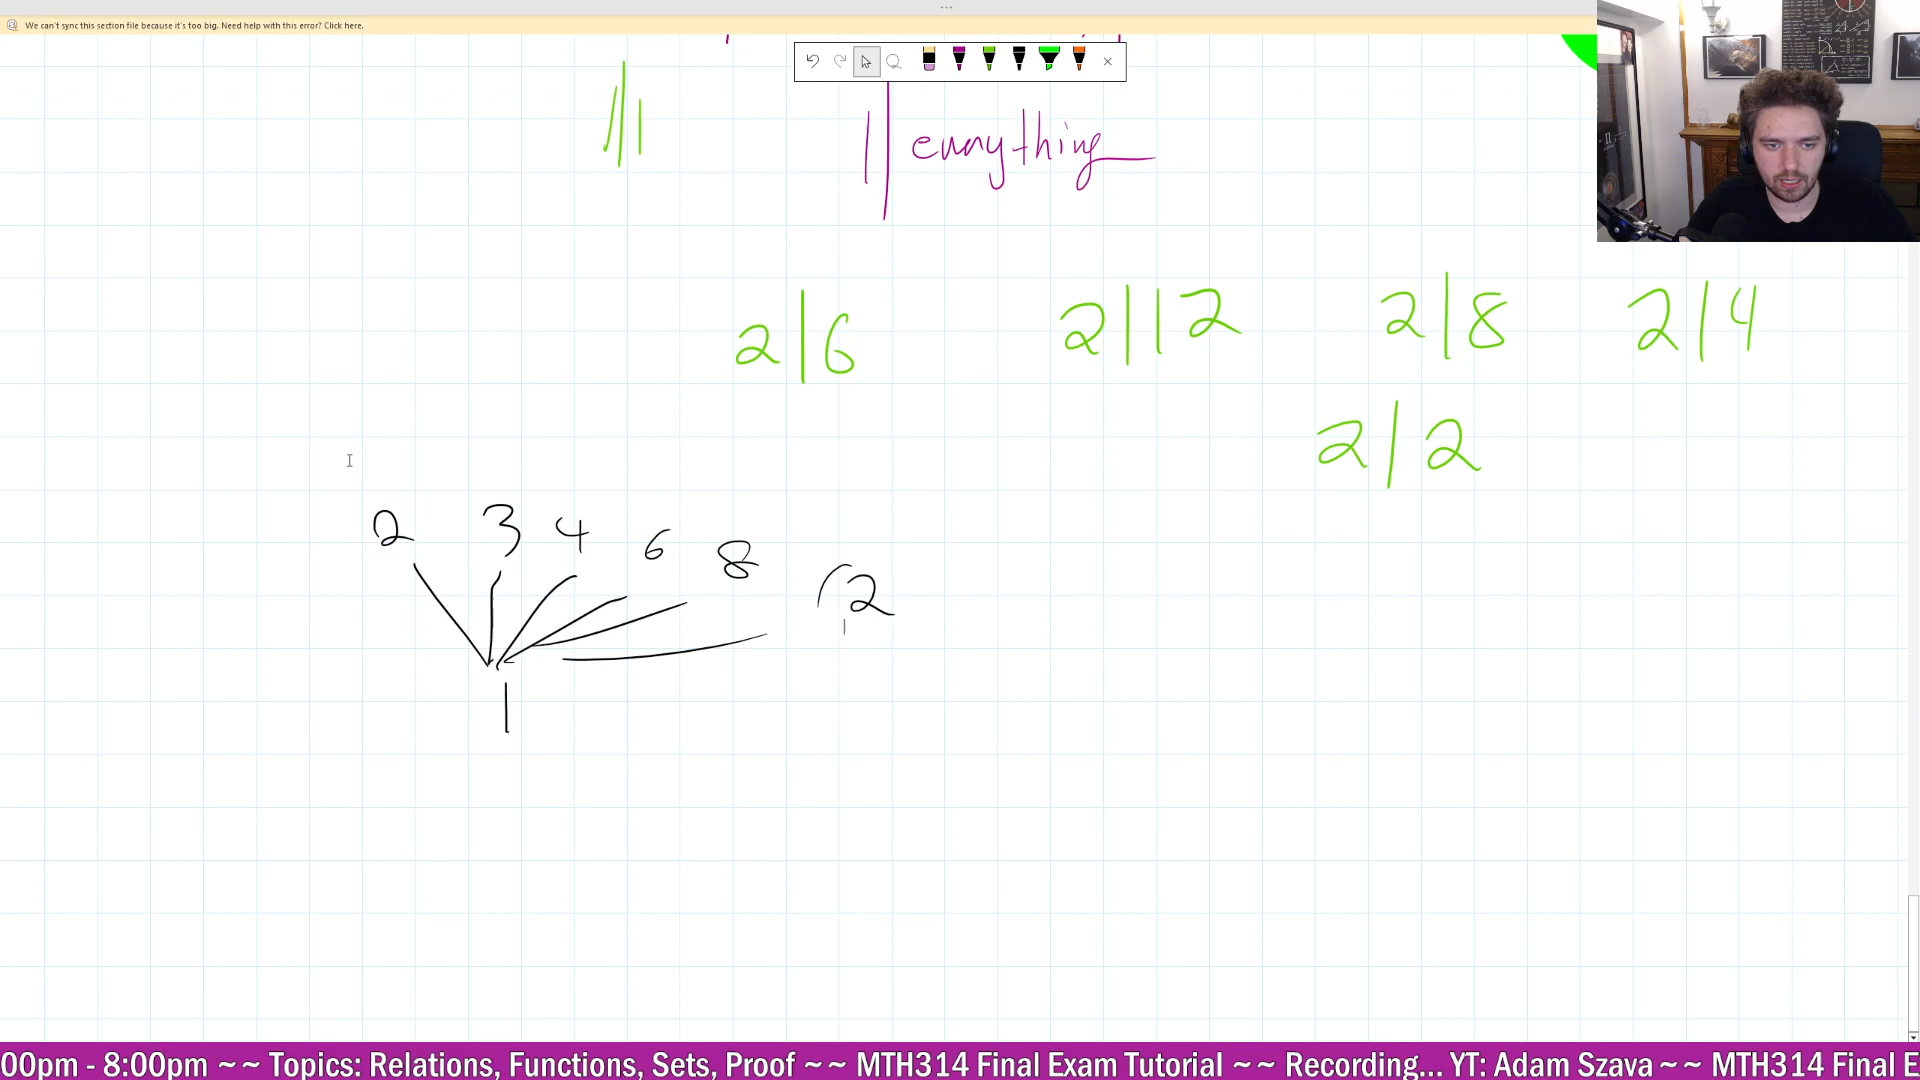 We can't sync this section file because it's too big. Need help with this error? Click here.
1|1
1|everything
2|6 2|12 2|8 2|4
2|2
2 3 4 6 8 12
1
00pm - 8:00pm ~~ Topics: Relations, Functions, Sets, Proof ~~ MTH314 Final Exam Tutorial ~~ Recording... YT: Adam Szava ~~ MTH314 Final E